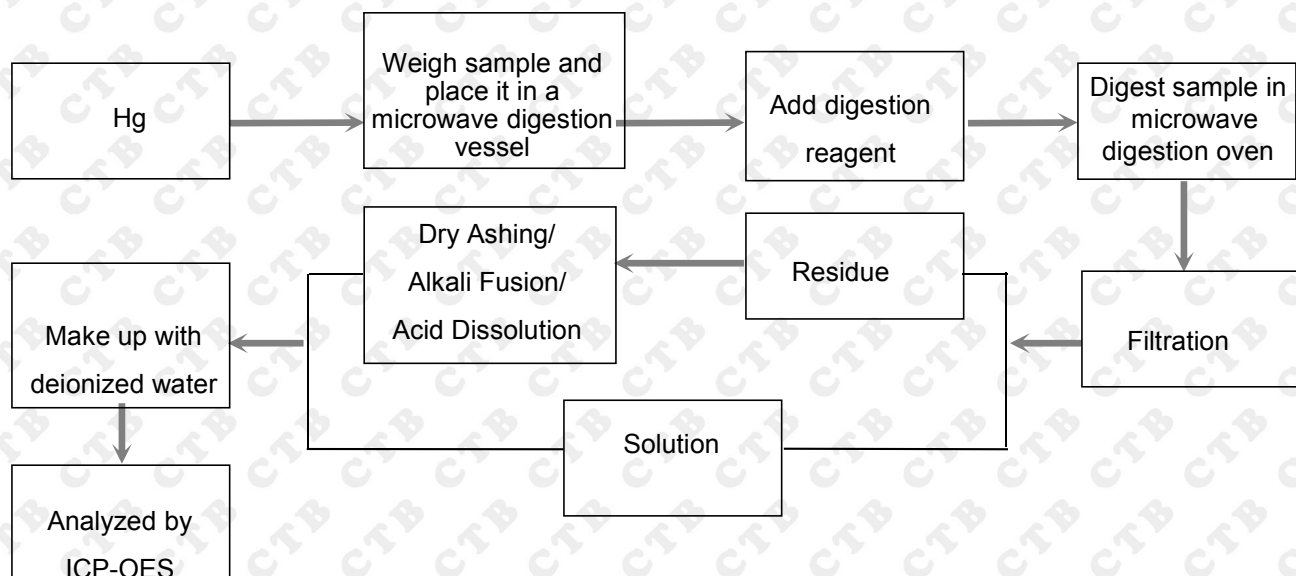 Hg
Weigh sample and
place it in a
microwave digestion
vessel
Add digestion
reagent
Digest sample in
microwave
digestion oven
Filtration
Residue
Solution
Dry Ashing/
Alkali Fusion/
Acid Dissolution
Make up with
deionized water
Analyzed by
ICP-OES
CTB